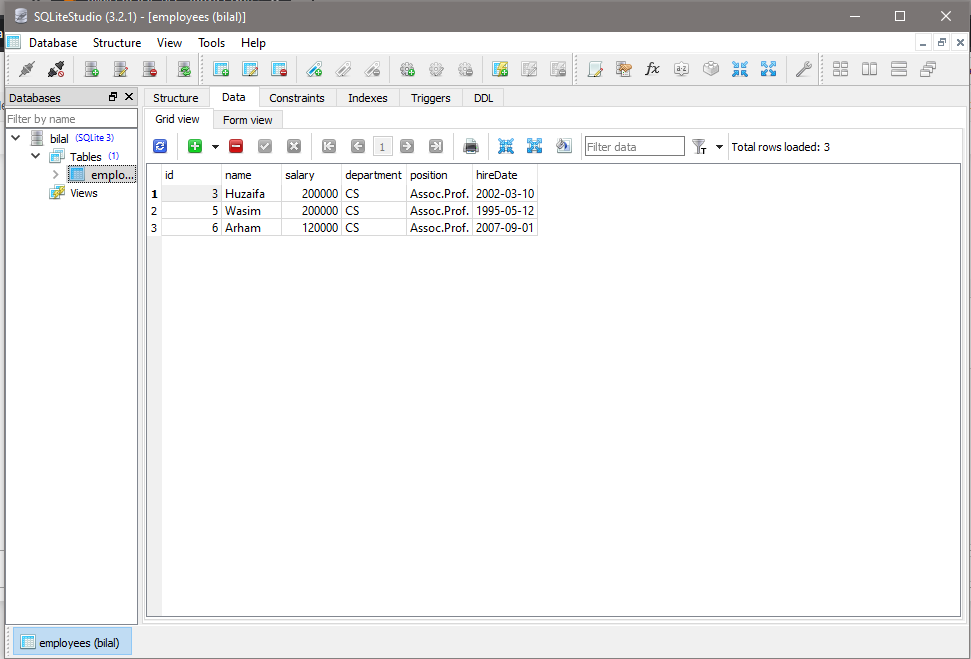 SQLiteStudio (3.2.1) - [employees (bilal)]
Database Structure View Tools Help
Databases
Structure Data Constraints Indexes Triggers DDL
Filter by name
Grid view Form view
bilal (SQLite 3)
Tables (1)
emplo...
Views
1 Filter data Total rows loaded: 3
id name salary department position hireDate
1 3 Huzaifa 200000 CS Assoc.Prof. 2002-03-10
2 5 Wasim 200000 CS Assoc.Prof. 1995-05-12
3 6 Arham 120000 CS Assoc.Prof. 2007-09-01
employees (bilal)